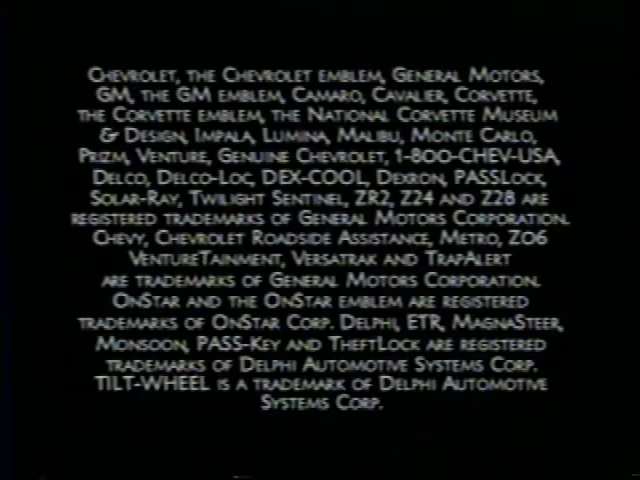 Chevrolet, the Chevrolet emblem, General Motors,
GM, the GM emblem, Camaro, Cavalier, Corvette,
the Corvette emblem, the National Corvette Museum
& Design, Impala, Lumina, Malibu, Monte Carlo,
Prizm, Venture, Genuine Chevrolet, 1-800-CHEV-USA,
Delco, Delco-Loc, DEX-COOL, Dexron, PASSLock,
Solar-Ray, Twilight Sentinel, ZR2, Z24 and Z28 are
registered trademarks of General Motors Corporation.
Chevy, Chevrolet Roadside Assistance, Metro, Z06
VentureTainment, Versatrak and TrapAlert
are trademarks of General Motors Corporation.
OnStar and the OnStar emblem are registered
trademarks of OnStar Corp. Delphi, ETR, MagnaSteer,
Monsoon, PASS-Key and TheftLock are registered
trademarks of Delphi Automotive Systems Corp.
TILT-WHEEL is a trademark of Delphi Automotive
Systems Corp.